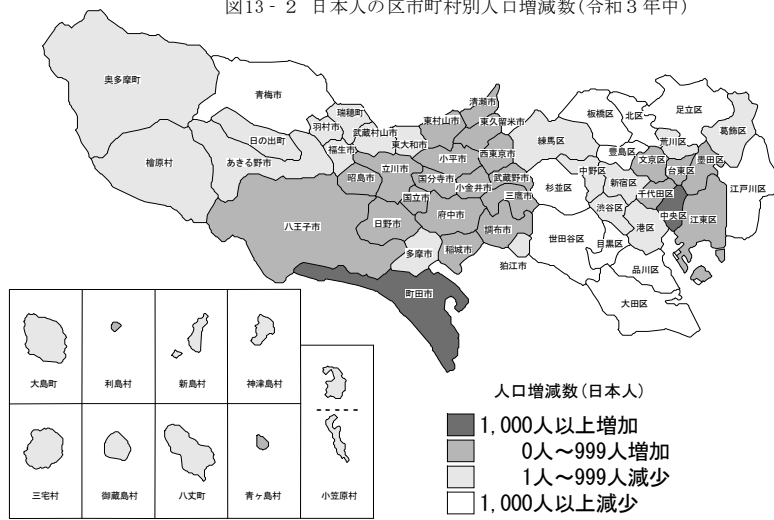 図13-2 日本人の区市町村別人口増減数(令和3年中)
奥多摩町
青梅市
瑞穂町
羽村市
武蔵村山市
日の出町
福生市
檜原村
あきる野市
昭島市
八王子市
清瀬市
東村山市
東久留米市
東大和市
小平市
西東京市
立川市
国分寺市
小金井市
武蔵野市
国立市
三鷹市
日野市
府中市
調布市
多摩市
稲城市
狛江市
町田市
板橋区
北区
足立区
練馬区
豊島区
荒川区
葛飾区
文京区
墨田区
台東区
中野区
新宿区
千代田区
江戸川区
杉並区
渋谷区
中央区
江東区
港区
世田谷区
目黒区
品川区
大田区
大島町
利島村
新島村
神津島村
三宅村
御蔵島村
八丈町
青ヶ島村
小笠原村
人口増減数(日本人)
1,000人以上増加
0人～999人増加
1人～999人減少
1,000人以上減少